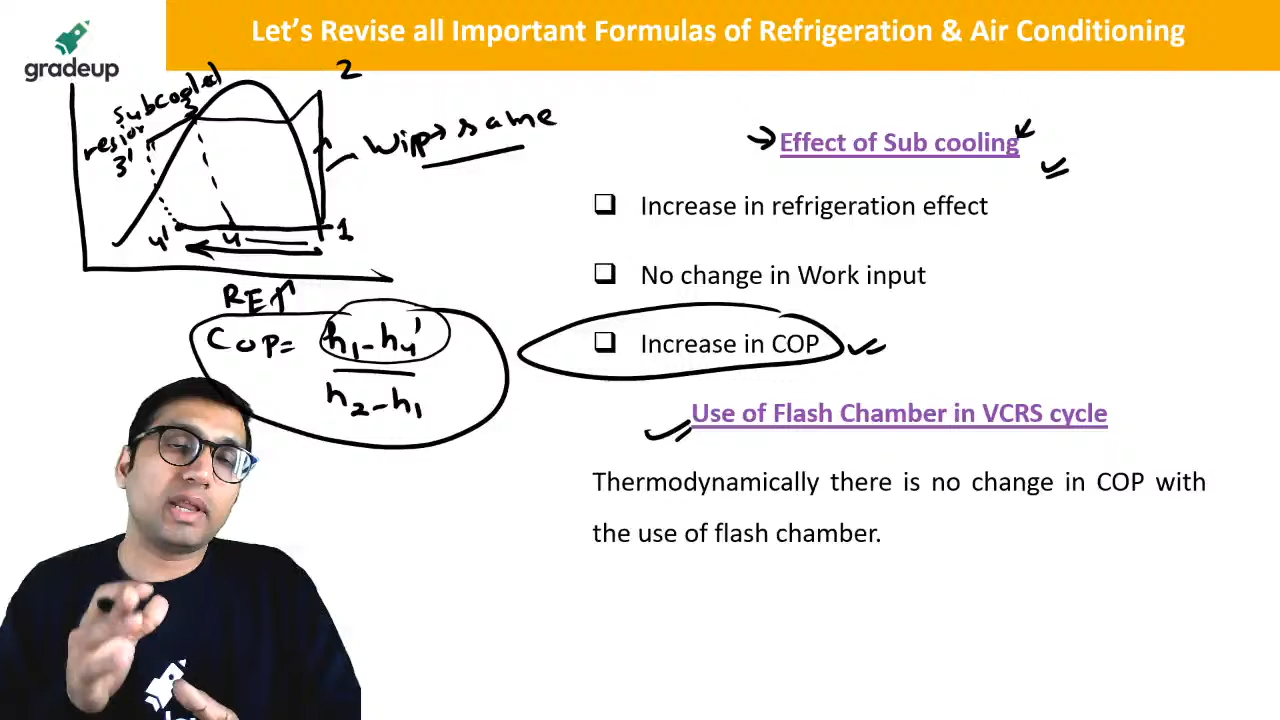 Let's Revise all Important Formulas of Refrigeration & Air Conditioning
gradeup
subcooled
region
2
3
3'
4'
4
1
Wip → same
RE↑
COP = h1 - h4'
h2 - h1
→ Effect of Sub cooling
❑ Increase in refrigeration effect
❑ No change in Work input
❑ Increase in COP
Use of Flash Chamber in VCRS cycle
Thermodynamically there is no change in COP with
the use of flash chamber.